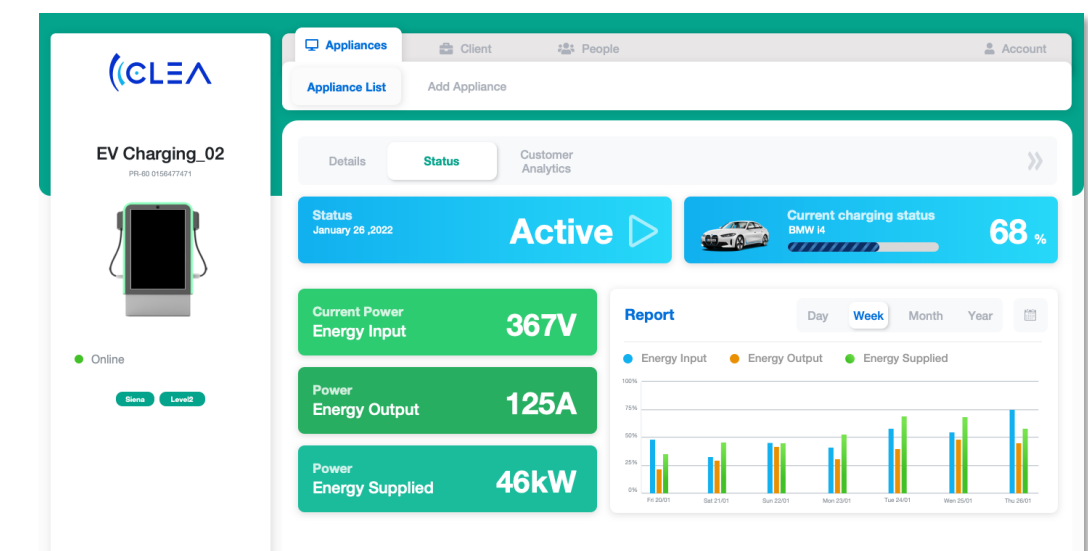 CLEA
EV Charging_02
PR-60 0156477471
Online
Siena
Level2
Appliances
Client
People
Account
Appliance List
Add Appliance
Details
Status
Customer
Analytics
Status
January 26 ,2022
Active
Current charging status
BMW i4
68 %
Current Power
Energy Input
367V
Power
Energy Output
125A
Power
Energy Supplied
46kW
Report
Day
Week
Month
Year
Energy Input
Energy Output
Energy Supplied
100%
75%
50%
25%
0%
Fri 20/01
Sat 21/01
Sun 22/01
Mon 23/01
Tue 24/01
Wen 25/01
Thu 26/01